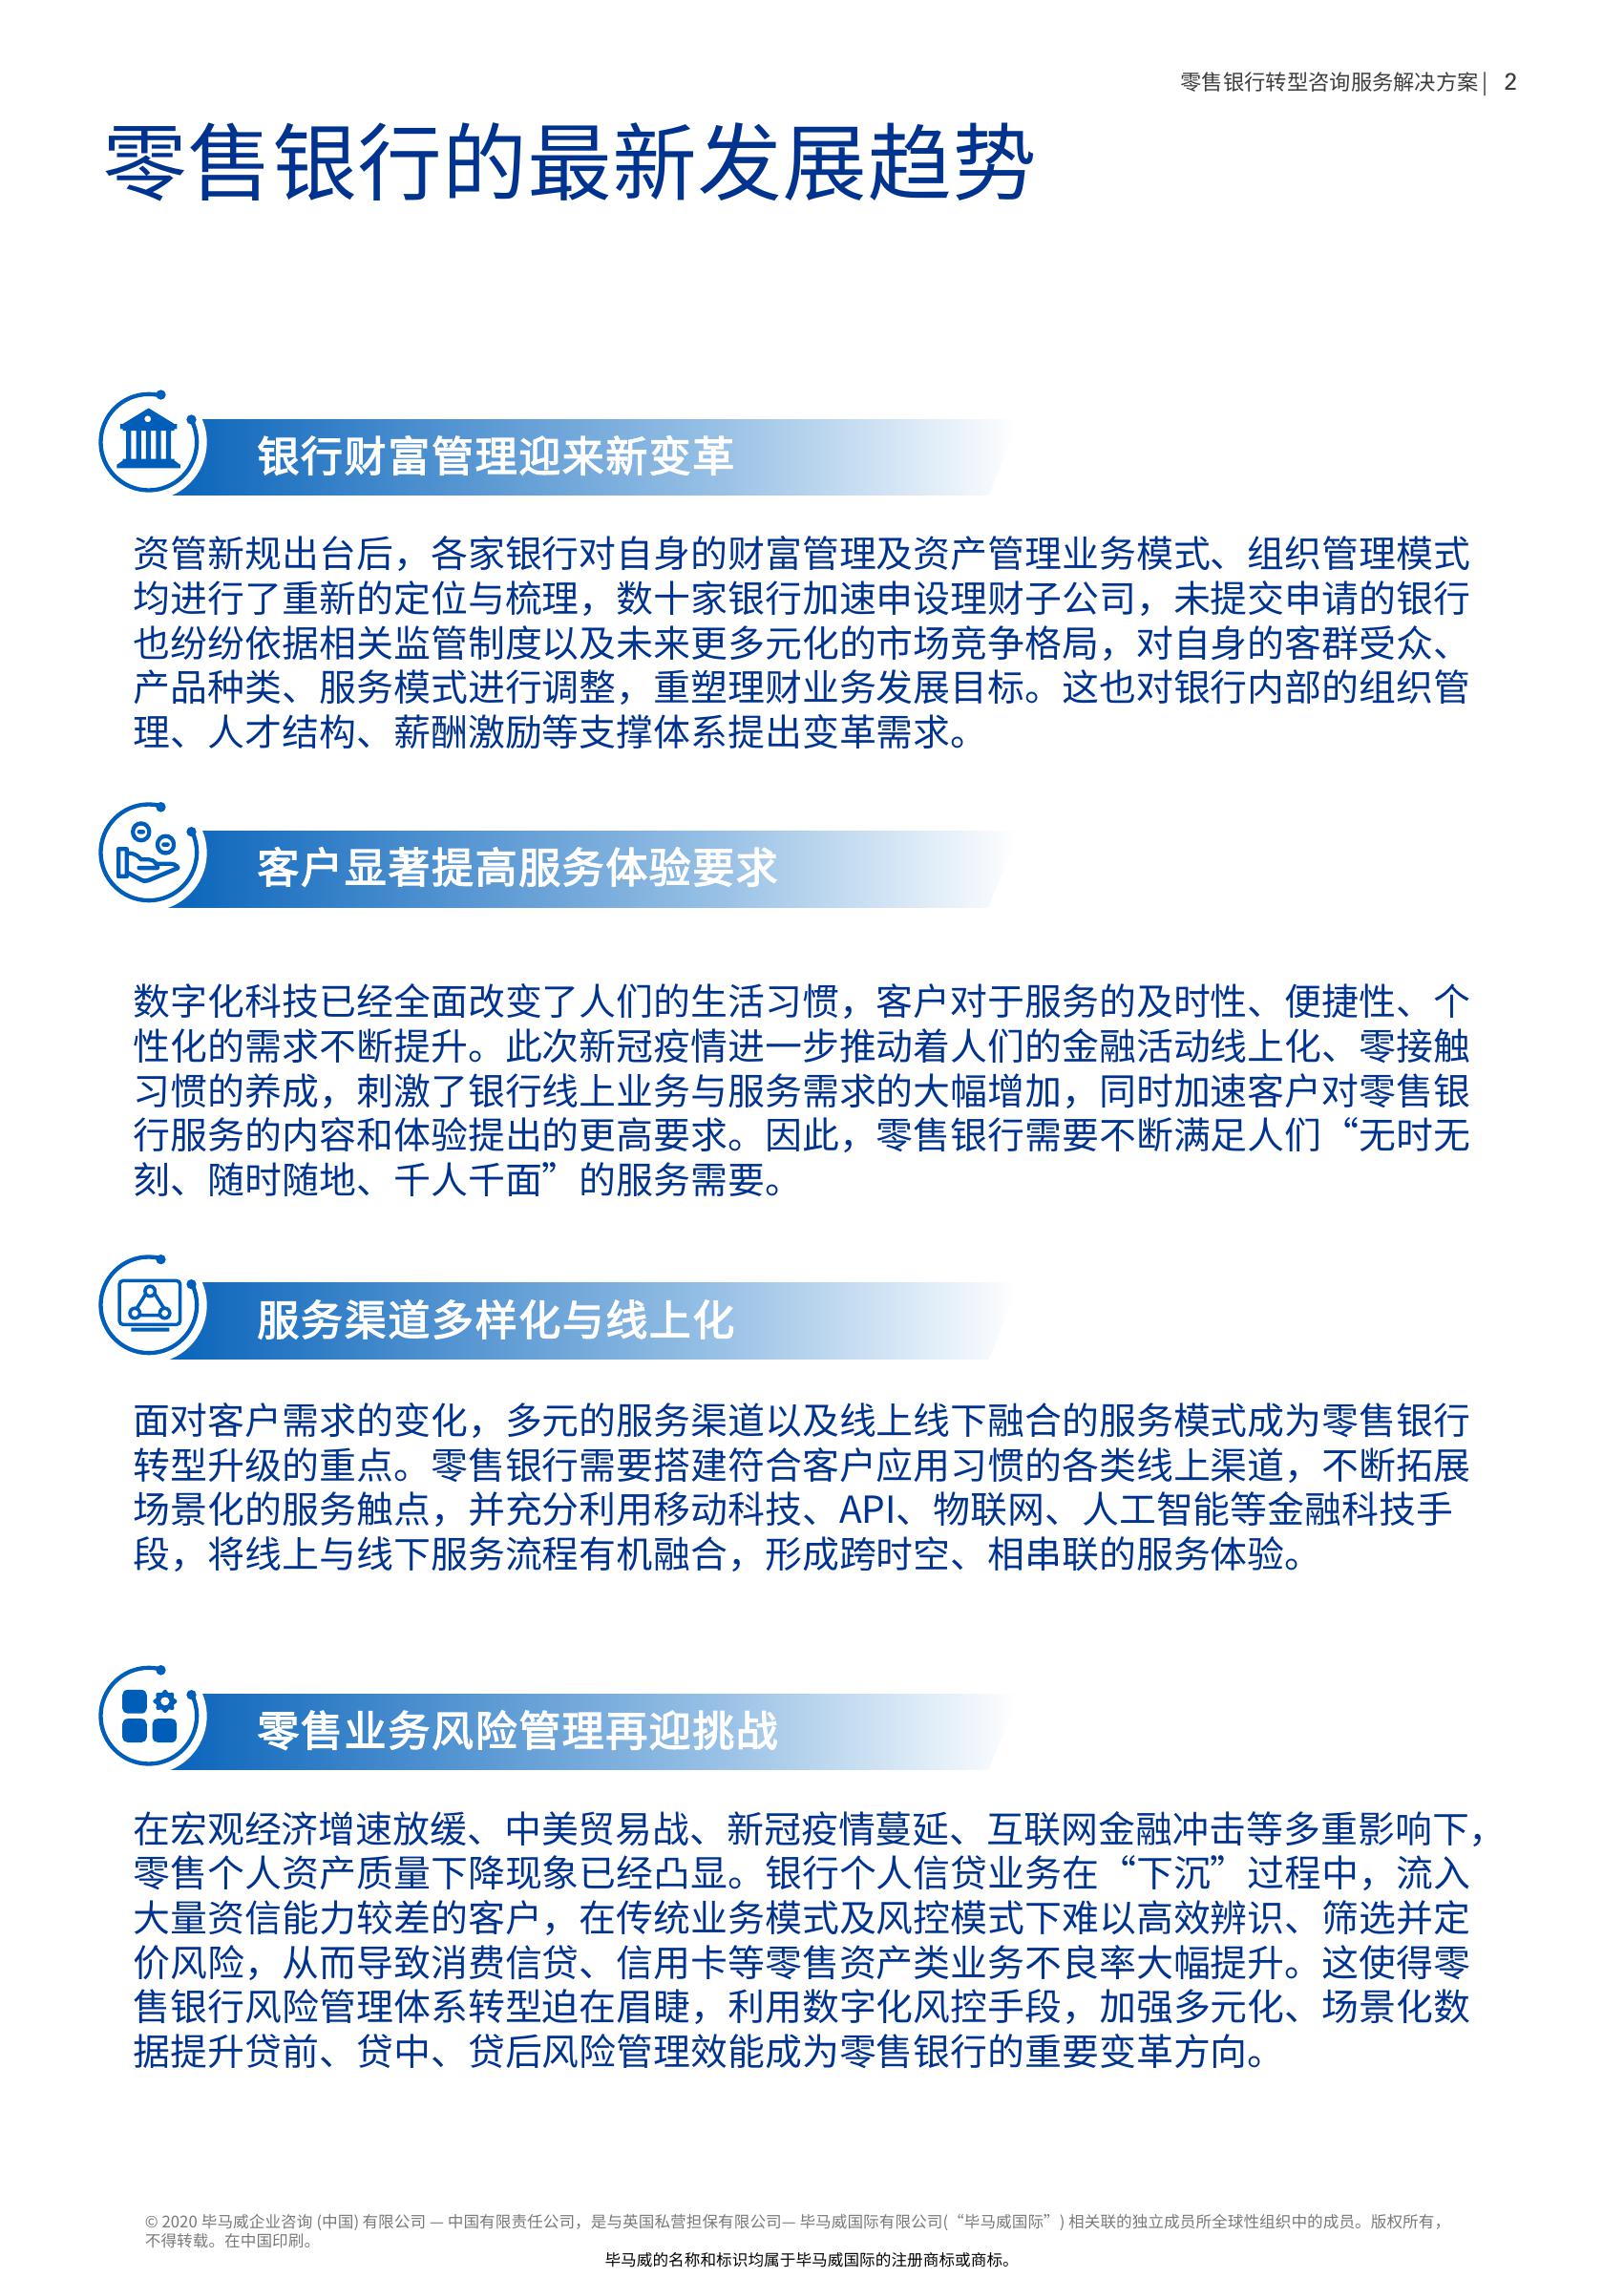 零售银行转型咨询服务解决方案| 2
零售银行的最新发展趋势
银行财富管理迎来新变革
资管新规出台后，各家银行对自身的财富管理及资产管理业务模式、组织管理模式
均进行了重新的定位与梳理，数十家银行加速申设理财子公司，未提交申请的银行
也纷纷依据相关监管制度以及未来更多元化的市场竞争格局，对自身的客群受众、
产品种类、服务模式进行调整，重塑理财业务发展目标。这也对银行内部的组织管
理、人才结构、薪酬激励等支撑体系提出变革需求。
客户显著提高服务体验要求
数字化科技已经全面改变了人们的生活习惯，客户对于服务的及时性、便捷性、个
性化的需求不断提升。此次新冠疫情进一步推动着人们的金融活动线上化、零接触
习惯的养成，刺激了银行线上业务与服务需求的大幅增加，同时加速客户对零售银
行服务的内容和体验提出的更高要求。因此，零售银行需要不断满足人们“无时无
刻、随时随地、千人千面”的服务需要。
服务渠道多样化与线上化
面对客户需求的变化，多元的服务渠道以及线上线下融合的服务模式成为零售银行
转型升级的重点。零售银行需要搭建符合客户应用习惯的各类线上渠道，不断拓展
场景化的服务触点，并充分利用移动科技、API、物联网、人工智能等金融科技手
段，将线上与线下服务流程有机融合，形成跨时空、相串联的服务体验。
零售业务风险管理再迎挑战
在宏观经济增速放缓、中美贸易战、新冠疫情蔓延、互联网金融冲击等多重影响下，
零售个人资产质量下降现象已经凸显。银行个人信贷业务在“下沉”过程中，流入
大量资信能力较差的客户，在传统业务模式及风控模式下难以高效辨识、筛选并定
价风险，从而导致消费信贷、信用卡等零售资产类业务不良率大幅提升。这使得零
售银行风险管理体系转型迫在眉睫，利用数字化风控手段，加强多元化、场景化数
据提升贷前、贷中、贷后风险管理效能成为零售银行的重要变革方向。
© 2020 毕马威企业咨询 (中国) 有限公司 — 中国有限责任公司，是与英国私营担保有限公司— 毕马威国际有限公司(“毕马威国际”) 相关联的独立成员所全球性组织中的成员。版权所有，
不得转载。在中国印刷。
毕马威的名称和标识均属于毕马威国际的注册商标或商标。